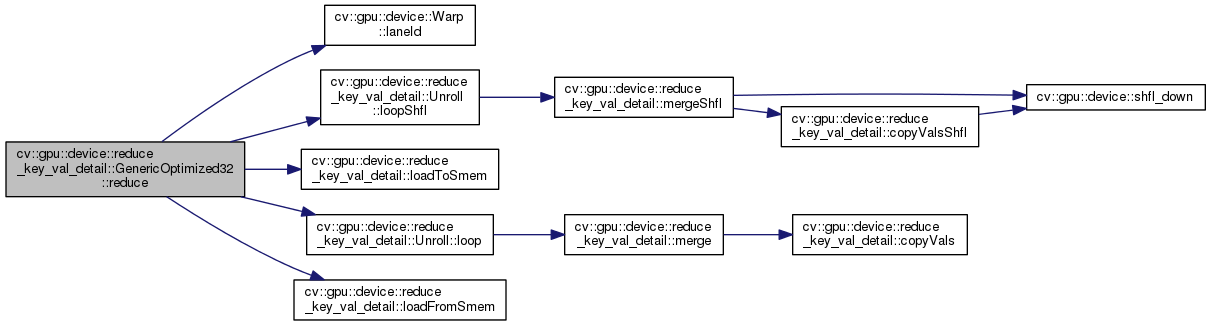 cv::gpu::device::Warp
::laneId
cv::gpu::device::reduce
_key_val_detail::Unroll
::loopShfl
cv::gpu::device::reduce
_key_val_detail::mergeShfl
cv::gpu::device::shfl_down
cv::gpu::device::reduce
_key_val_detail::copyValsShfl
cv::gpu::device::reduce
_key_val_detail::GenericOptimized32
::reduce
cv::gpu::device::reduce
_key_val_detail::loadToSmem
cv::gpu::device::reduce
_key_val_detail::Unroll::loop
cv::gpu::device::reduce
_key_val_detail::merge
cv::gpu::device::reduce
_key_val_detail::copyVals
cv::gpu::device::reduce
_key_val_detail::loadFromSmem